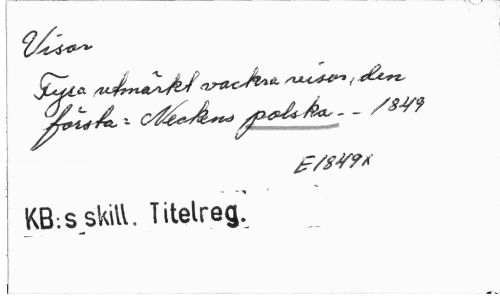 Visor
Fyra utmärkt vackra visor, den
första: Neckens polska -- 1849
E1849x
KB:s skill. Titelreg.